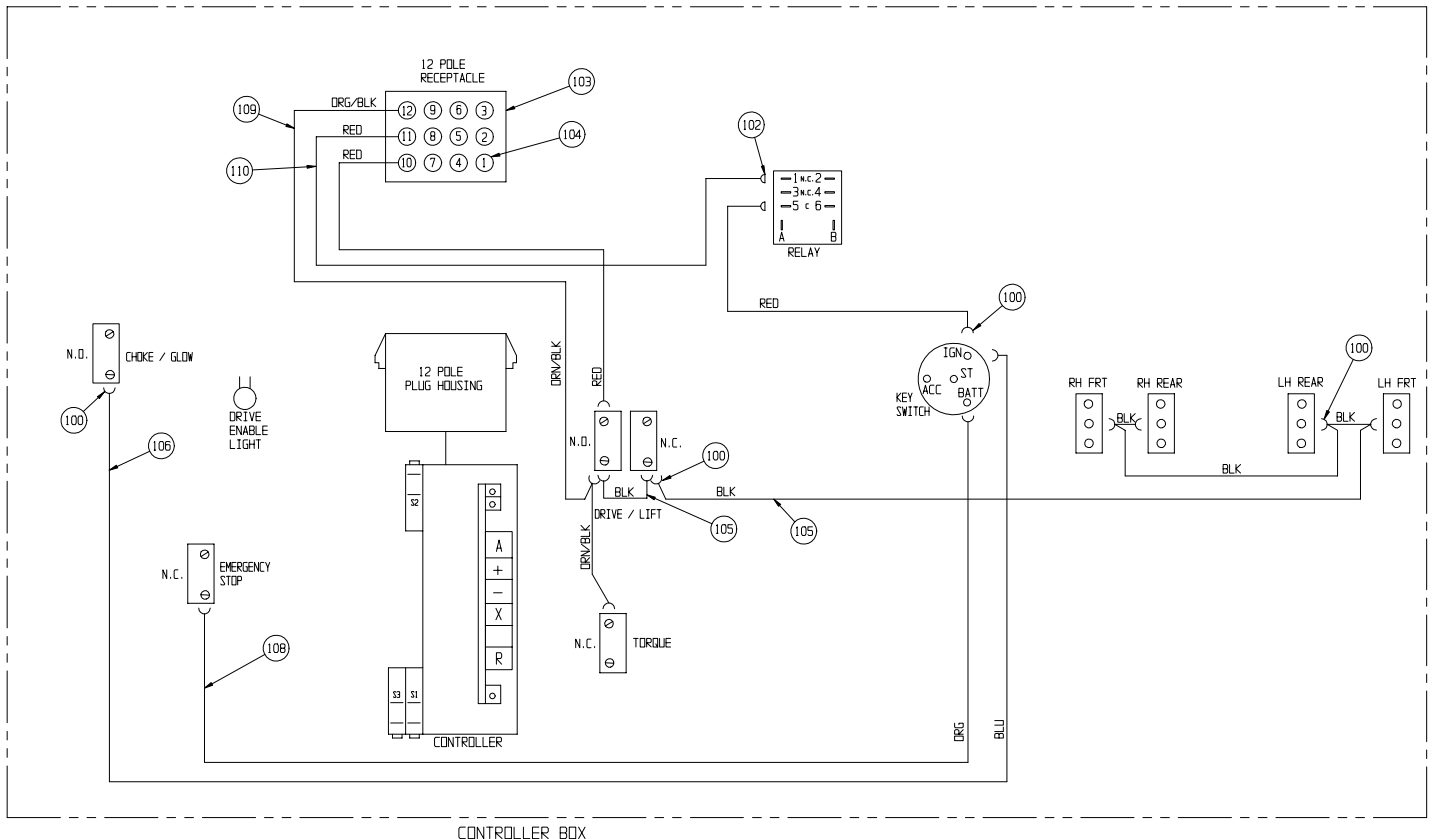 12 POLE
RECEPTACLE
103
109
ORG/BLK
12 9 6 3
RED
11 8 5 2
104
102
RED
10 7 4 1
110
1 N.C. 2
3 N.C. 4
5 C 6
A B
RELAY
RED
100
N.O.
CHOKE / GLOW
100
12 POLE
PLUG HOUSING
ORN/BLK
RED
IGN
ST
ACC
BATT
KEY
SWITCH
RH FRT
RH REAR
LH REAR
100
LH FRT
BLK
BLK
BLK
DRIVE
ENABLE
LIGHT
106
N.O.
N.C.
100
S2
BLK
BLK
DRIVE / LIFT
105
105
ORN/BLK
A
+
-
X
R
N.C.
EMERGENCY
STOP
108
N.C.
TORQUE
S3
S1
CONTROLLER
ORG
BLU
CONTROLLER BOX